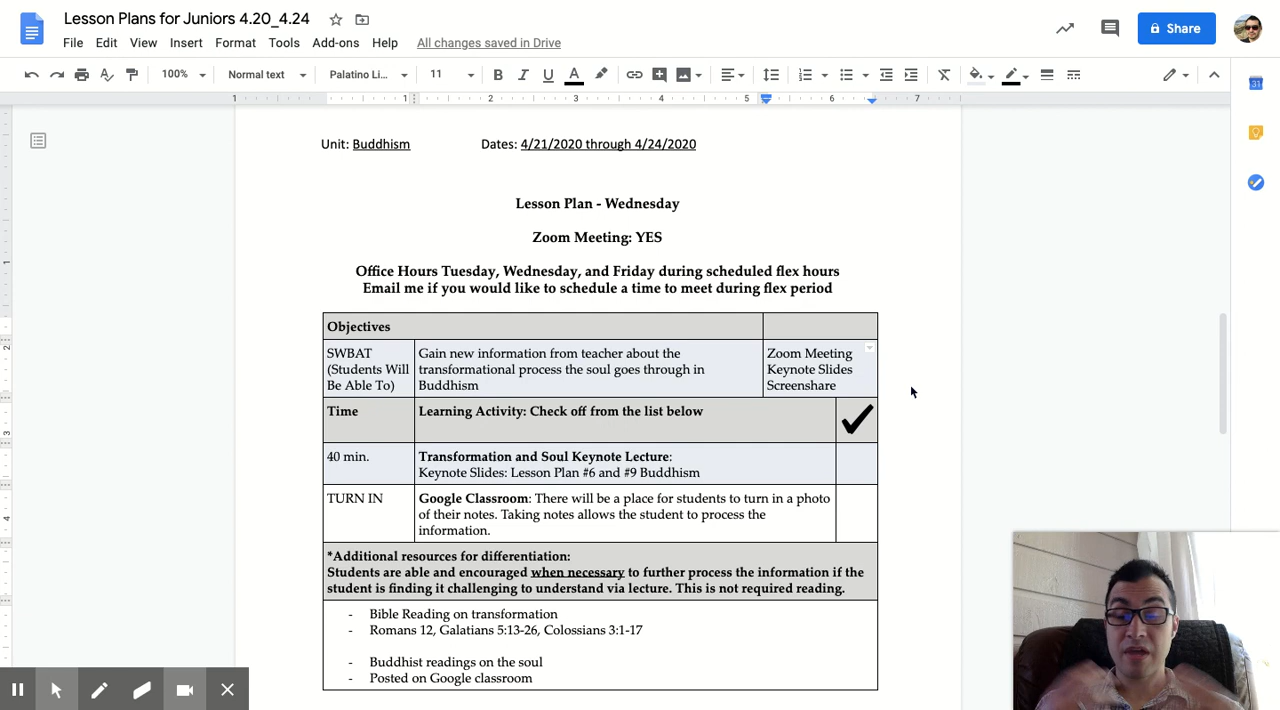 Lesson Plans for Juniors 4.20_4.24
File Edit View Insert Format Tools Add-ons Help All changes saved in Drive
Share
100% Normal text Palatino Li... 11 B I U A
1 1 2 3 4 5 6 7
31
Unit: Buddhism Dates: 4/21/2020 through 4/24/2020
Lesson Plan - Wednesday
Zoom Meeting: YES
Office Hours Tuesday, Wednesday, and Friday during scheduled flex hours
Email me if you would like to schedule a time to meet during flex period
Objectives
SWBAT
(Students Will
Be Able To)
Gain new information from teacher about the
transformational process the soul goes through in
Buddhism
Zoom Meeting
Keynote Slides
Screenshare
Time
Learning Activity: Check off from the list below
40 min.
Transformation and Soul Keynote Lecture:
Keynote Slides: Lesson Plan #6 and #9 Buddhism
TURN IN
Google Classroom: There will be a place for students to turn in a photo
of their notes. Taking notes allows the student to process the
information.
*Additional resources for differentiation:
Students are able and encouraged when necessary to further process the information if the
student is finding it challenging to understand via lecture. This is not required reading.
- Bible Reading on transformation
- Romans 12, Galatians 5:13-26, Colossians 3:1-17
- Buddhist readings on the soul
- Posted on Google classroom